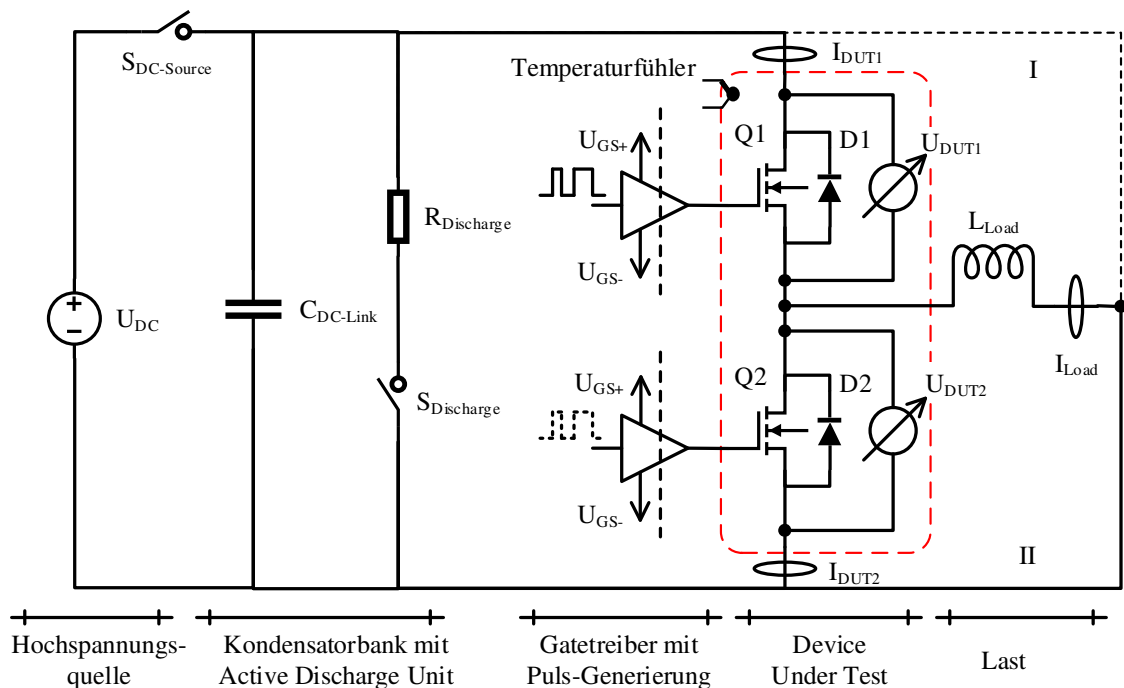 S_DC-Source
I_DUT1
I
Temperaturfühler
U_GS+
Q1
D1
U_DUT1
R_Discharge
L_Load
U_GS-
U_DC
C_DC-Link
I_Load
U_GS+
Q2
D2
U_DUT2
S_Discharge
U_GS-
I_DUT2
II
Hochspannungs-
quelle
Kondensatorbank mit
Active Discharge Unit
Gatetreiber mit
Puls-Generierung
Device
Under Test
Last